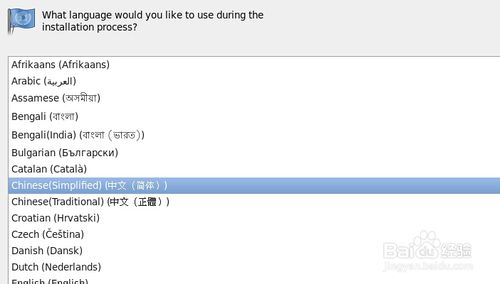 What language would you like to use during the
installation process?
Afrikaans (Afrikaans)
Arabic (العربية)
Assamese (অসমীয়া)
Bengali (বাংলা)
Bengali(India) (বাংলা (ভারত))
Bulgarian (Български)
Catalan (Català)
Chinese(Simplified) (中文（简体）)
Chinese(Traditional) (中文（正體）)
Croatian (Hrvatski)
Czech (Čeština)
Danish (Dansk)
Dutch (Nederlands)
English (English)
Baidu 经验
jingyan.baidu.com